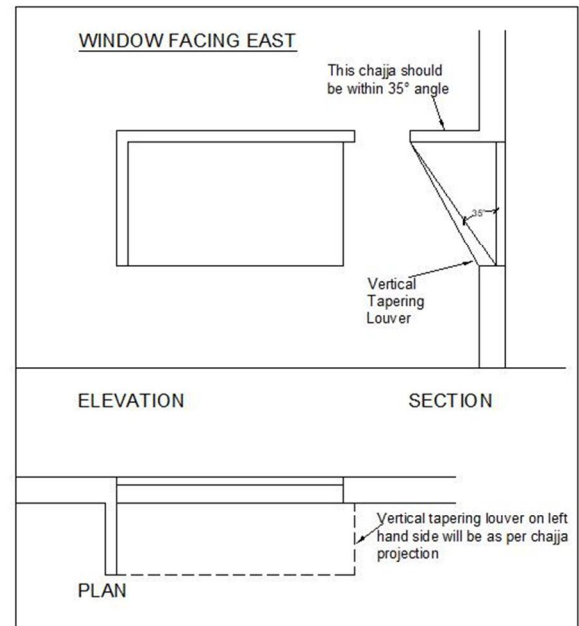 WINDOW FACING EAST
This chajja should
be within 35° angle
35°
Vertical
Tapering
Louver
ELEVATION
SECTION
Vertical tapering louver on left
hand side will be as per chajja
projection
PLAN